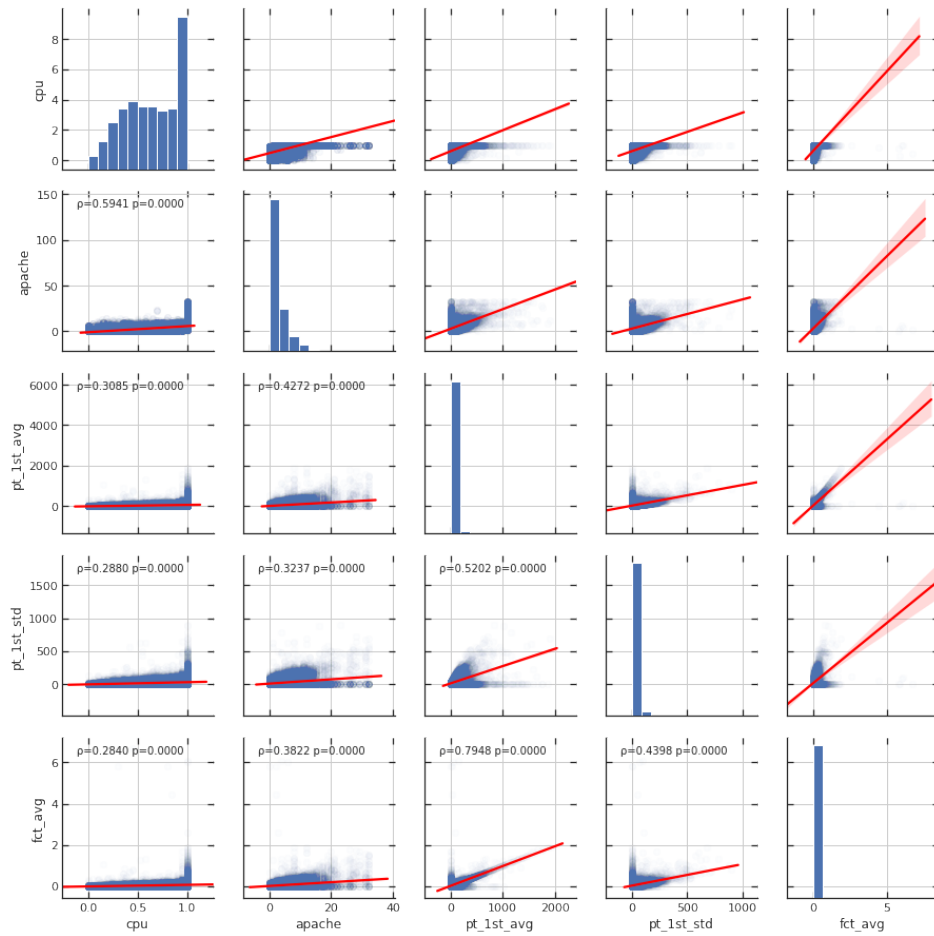 8
6
4
2
0
cpu
150
100
50
0
apache
ρ=0.5941 p=0.0000
6000
4000
2000
0
pt_1st_avg
ρ=0.3085 p=0.0000
ρ=0.4272 p=0.0000
1500
1000
500
0
pt_1st_std
ρ=0.2880 p=0.0000
ρ=0.3237 p=0.0000
ρ=0.5202 p=0.0000
6
4
2
0
fct_avg
ρ=0.2840 p=0.0000
ρ=0.3822 p=0.0000
ρ=0.7948 p=0.0000
ρ=0.4398 p=0.0000
0.0 0.5 1.0
0 20 40
0 1000 2000
0 500 1000
0 5
cpu
apache
pt_1st_avg
pt_1st_std
fct_avg